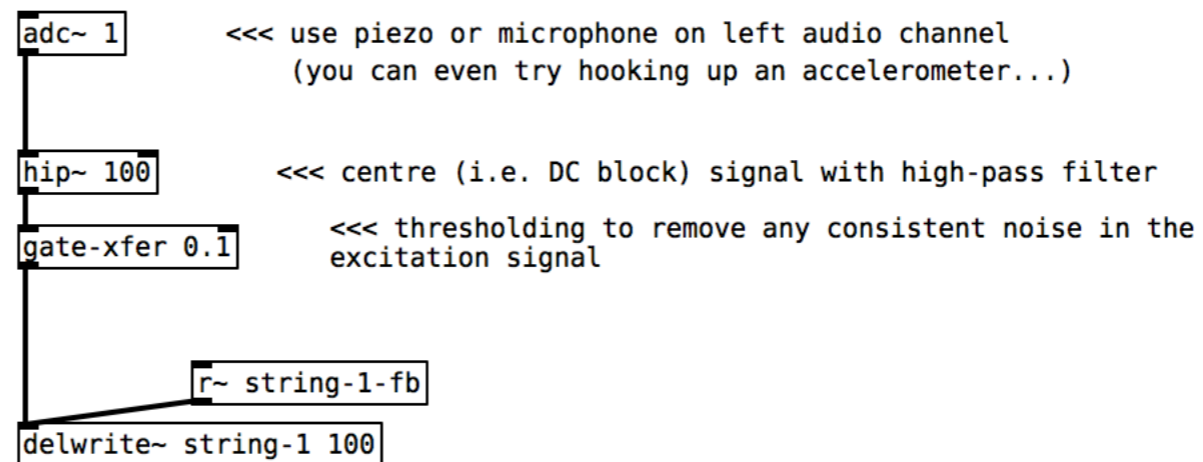 adc~ 1 <<< use piezo or microphone on left audio channel
(you can even try hooking up an accelerometer...)
hip~ 100 <<< centre (i.e. DC block) signal with high-pass filter
gate-xfer 0.1 <<< thresholding to remove any consistent noise in the
excitation signal
r~ string-1-fb
delwrite~ string-1 100